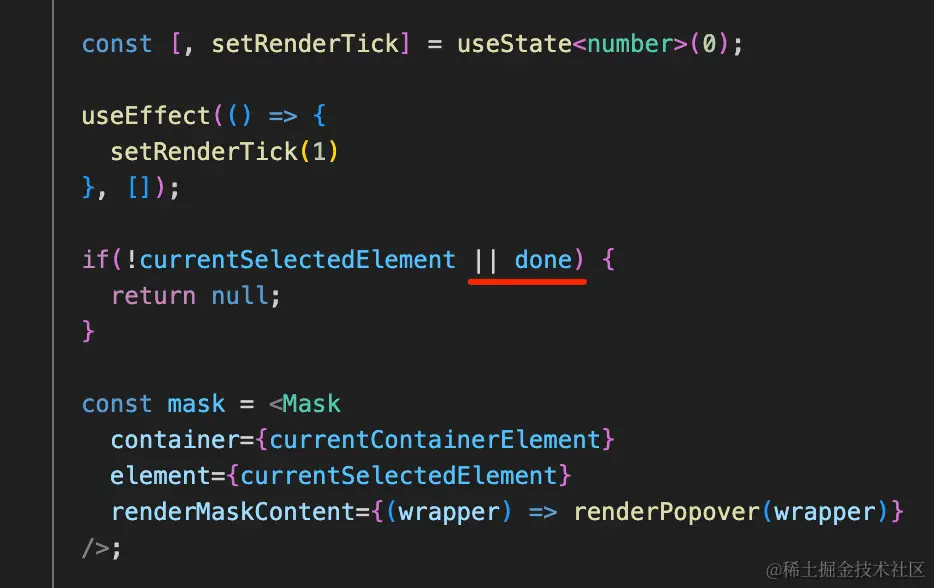 const [, setRenderTick] = useState<number>(0);
useEffect(() => {
  setRenderTick(1)
}, []);
if(!currentSelectedElement || done) {
  return null;
}
const mask = <Mask
  container={currentContainerElement}
  element={currentSelectedElement}
  renderMaskContent={(wrapper) => renderPopover(wrapper)}
/>;
@稀土掘金技术社区